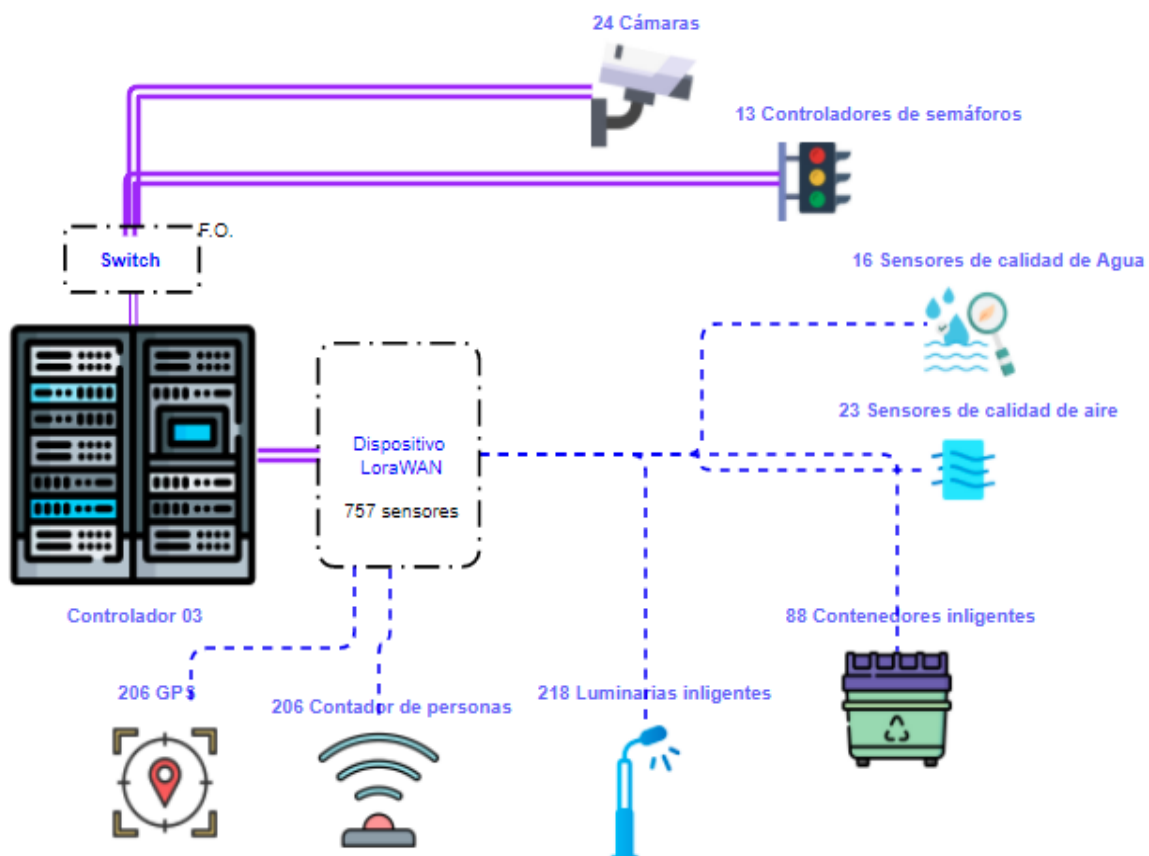 24 Cámaras
13 Controladores de semáforos
F.O.
Switch
16 Sensores de calidad de Agua
23 Sensores de calidad de aire
Dispositivo
LoraWAN
757 sensores
Controlador 03
88 Contenedores inligentes
206 GPS
206 Contador de personas
218 Luminarias inligentes